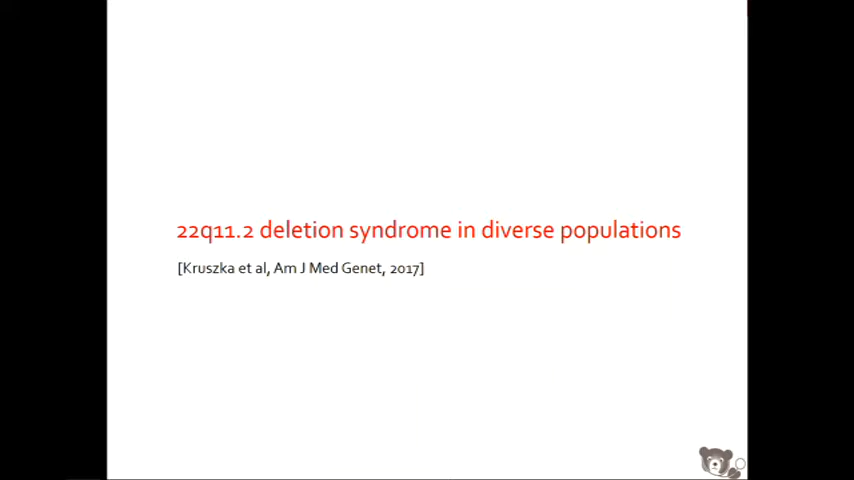 22q11.2 deletion syndrome in diverse populations
[Kruszka et al, Am J Med Genet, 2017]